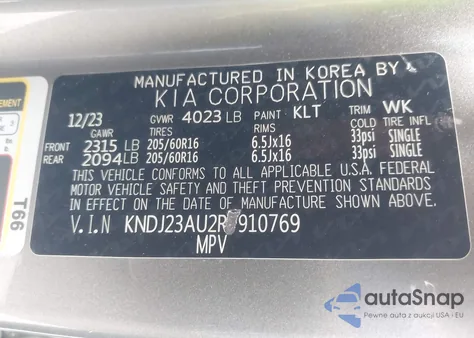 MANUFACTURED IN KOREA BY
KIA CORPORATION
12/23 GVWR 4023 LB PAINT KLT TRIM WK
GAWR TIRES RIMS COLD TIRE INFL
FRONT 2315 LB 205/60R16 6.5Jx16 33psi SINGLE
REAR 2094 LB 205/60R16 6.5Jx16 33psi SINGLE
THIS VEHICLE CONFORMS TO ALL APPLICABLE U.S.A. FEDERAL
MOTOR VEHICLE SAFETY AND THEFT PREVENTION STANDARDS
IN EFFECT ON THE DATE OF MANUFACTURE SHOWN ABOVE.
V.I.N
MPV
T66
autoSnap
Pewne auta z aukcji USA i EU